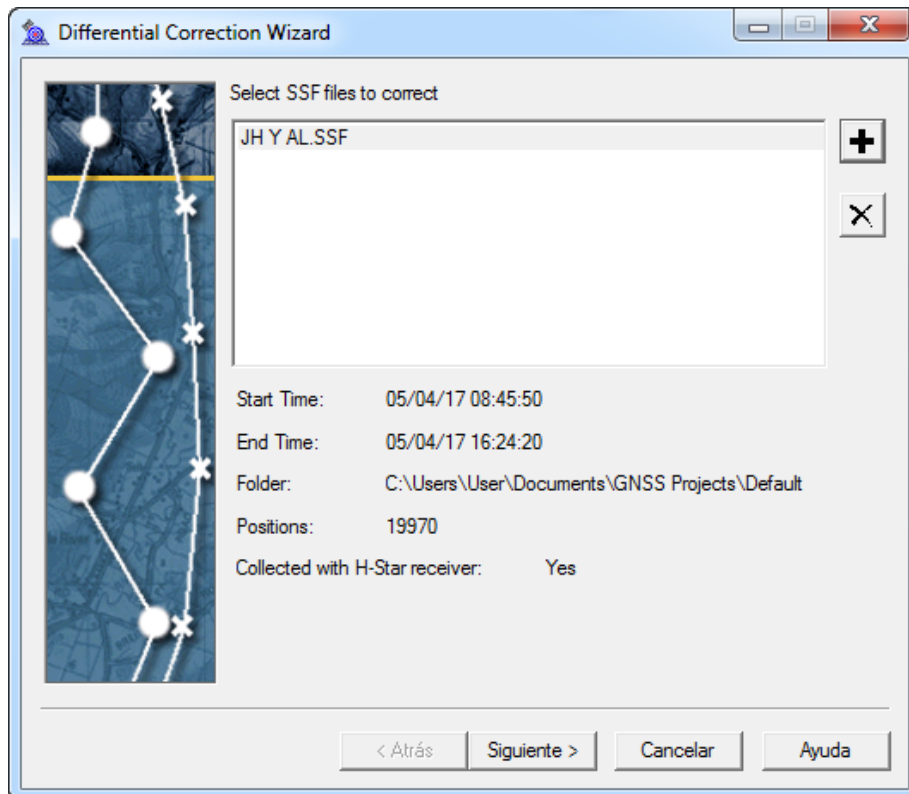 Differential Correction Wizard
Select SSF files to correct
JH Y AL.SSF
Start Time: 05/04/17 08:45:50
End Time: 05/04/17 16:24:20
Folder: C:\Users\User\Documents\GNSS Projects\Default
Positions: 19970
Collected with H-Star receiver: Yes
< Atrás Siguiente > Cancelar Ayuda